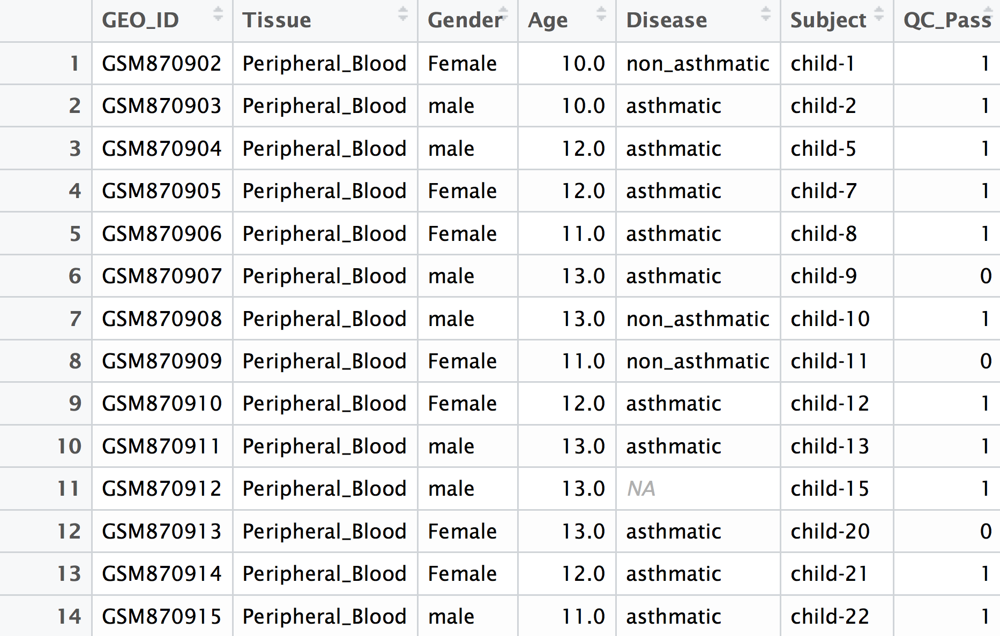 GEO_ID Tissue Gender Age Disease Subject QC_Pass
1 GSM870902 Peripheral_Blood Female 10.0 non_asthmatic child-1 1
2 GSM870903 Peripheral_Blood male 10.0 asthmatic child-2 1
3 GSM870904 Peripheral_Blood male 12.0 asthmatic child-5 1
4 GSM870905 Peripheral_Blood Female 12.0 asthmatic child-7 1
5 GSM870906 Peripheral_Blood Female 11.0 asthmatic child-8 1
6 GSM870907 Peripheral_Blood male 13.0 asthmatic child-9 0
7 GSM870908 Peripheral_Blood male 13.0 non_asthmatic child-10 1
8 GSM870909 Peripheral_Blood Female 11.0 non_asthmatic child-11 0
9 GSM870910 Peripheral_Blood Female 12.0 asthmatic child-12 1
10 GSM870911 Peripheral_Blood male 13.0 asthmatic child-13 1
11 GSM870912 Peripheral_Blood male 13.0 NA child-15 1
12 GSM870913 Peripheral_Blood Female 13.0 asthmatic child-20 0
13 GSM870914 Peripheral_Blood Female 12.0 asthmatic child-21 1
14 GSM870915 Peripheral_Blood male 11.0 asthmatic child-22 1